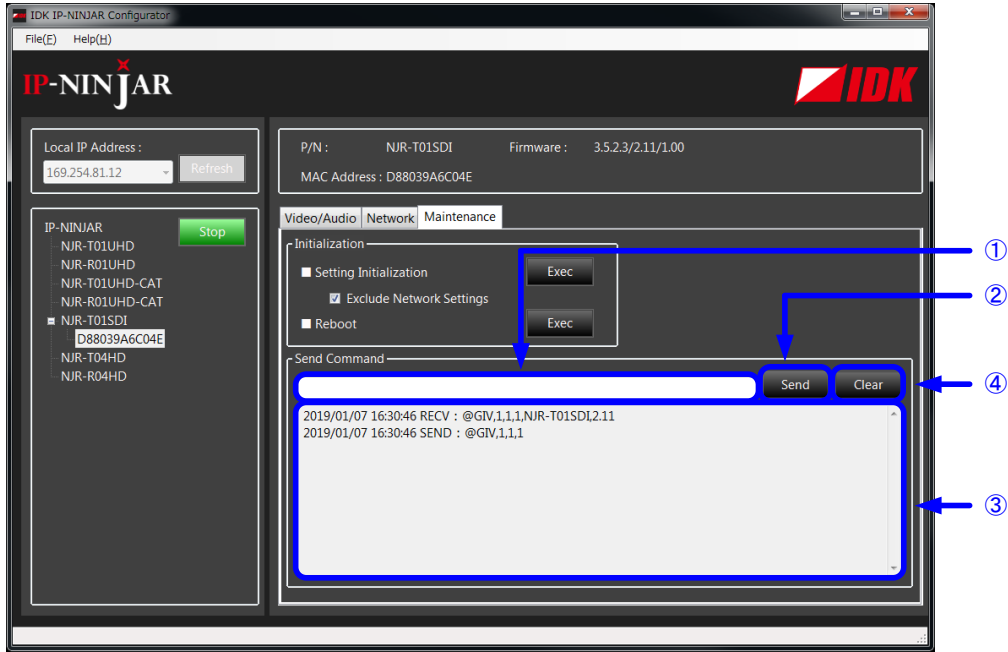 IDK IP-NINJAR Configurator
File(F) Help(H)
IP-NINJAR
IDK
Local IP Address :
169.254.81.12
Refresh
P/N : NJR-T01SDI Firmware : 3.5.2.3/2.11/1.00
MAC Address : D88039A6C04E
IP-NINJAR
Stop
NJR-T01UHD
NJR-R01UHD
NJR-T01UHD-CAT
NJR-R01UHD-CAT
NJR-T01SDI
D88039A6C04E
NJR-T04HD
NJR-R04HD
Video/Audio Network Maintenance
Initialization
Setting Initialization Exec
Exclude Network Settings
Reboot Exec
Send Command
Send Clear
2019/01/07 16:30:46 RECV : @GIV,1,1,1,NJR-T01SDI,2.11
2019/01/07 16:30:46 SEND : @GIV,1,1,1
①
②
④
③